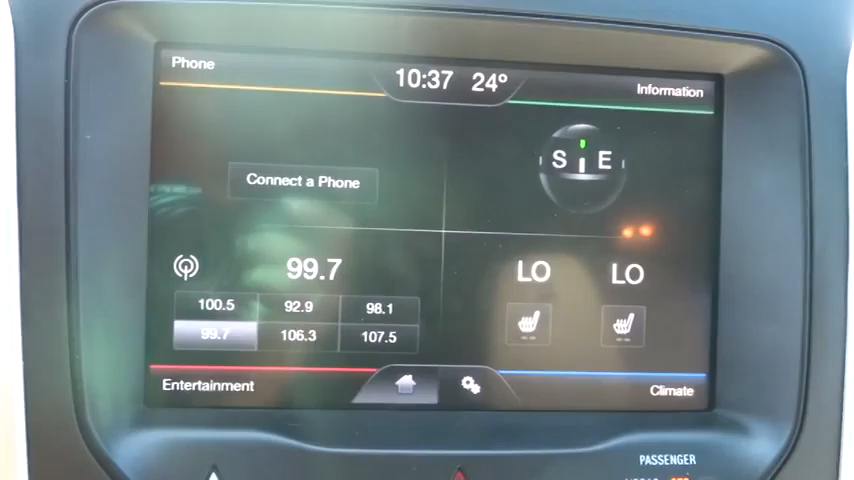 Phone
10:37 24°
Information
S E
Connect a Phone
99.7
LO LO
100.5 92.9 98.1
99.7 106.3 107.5
Entertainment
Climate
PASSENGER